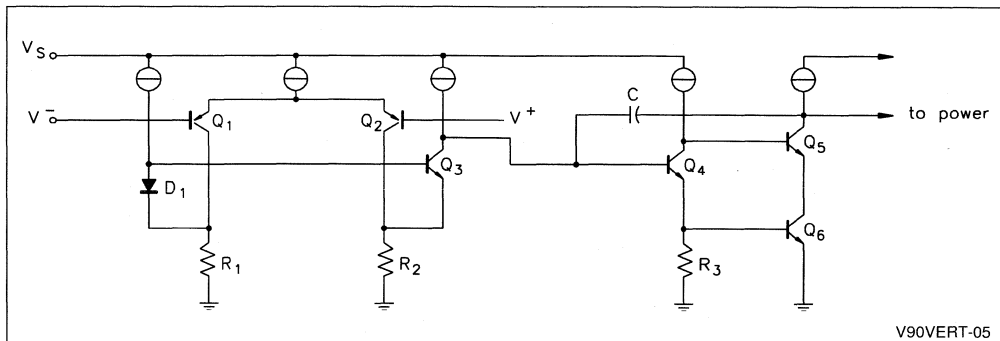 VS
C
V⁻
Q1
Q2
V⁺
to power
Q5
Q3
Q4
D1
Q6
R1
R2
R3
V90VERT-05